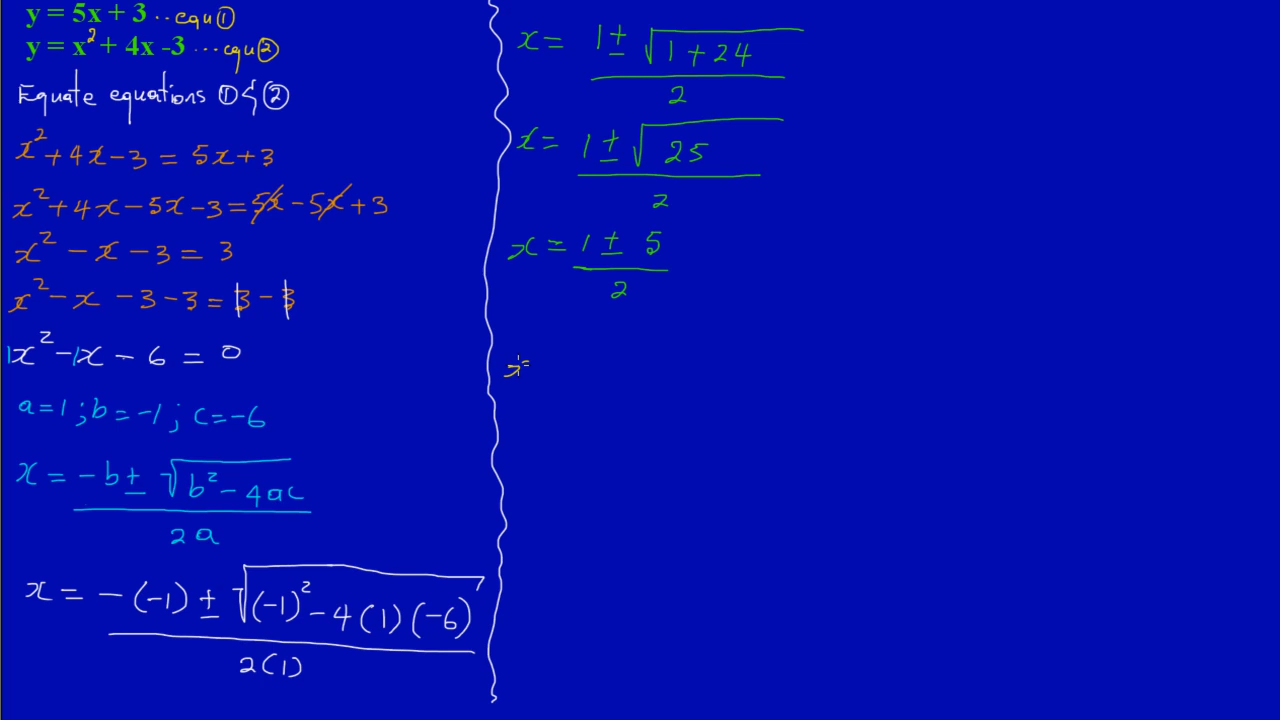 y = 5x + 3 ..equ①
y = x² + 4x -3 ...equ②
Equate equations ① & ②
x² + 4x - 3 = 5x + 3
x² + 4x - 5x - 3 = 5x - 5x + 3
x² - x - 3 = 3
x² - x - 3 - 3 = 3 - 3
1x² - 1x - 6 = 0
a = 1 ; b = -1 ; c = -6
x = -b ± √b² - 4ac
2a
x = -(-1) ± √(-1)² - 4(1)(-6)
2(1)
x = 1 ± √1 + 24
2
x = 1 ± √25
2
x = 1 ± 5
2
x =